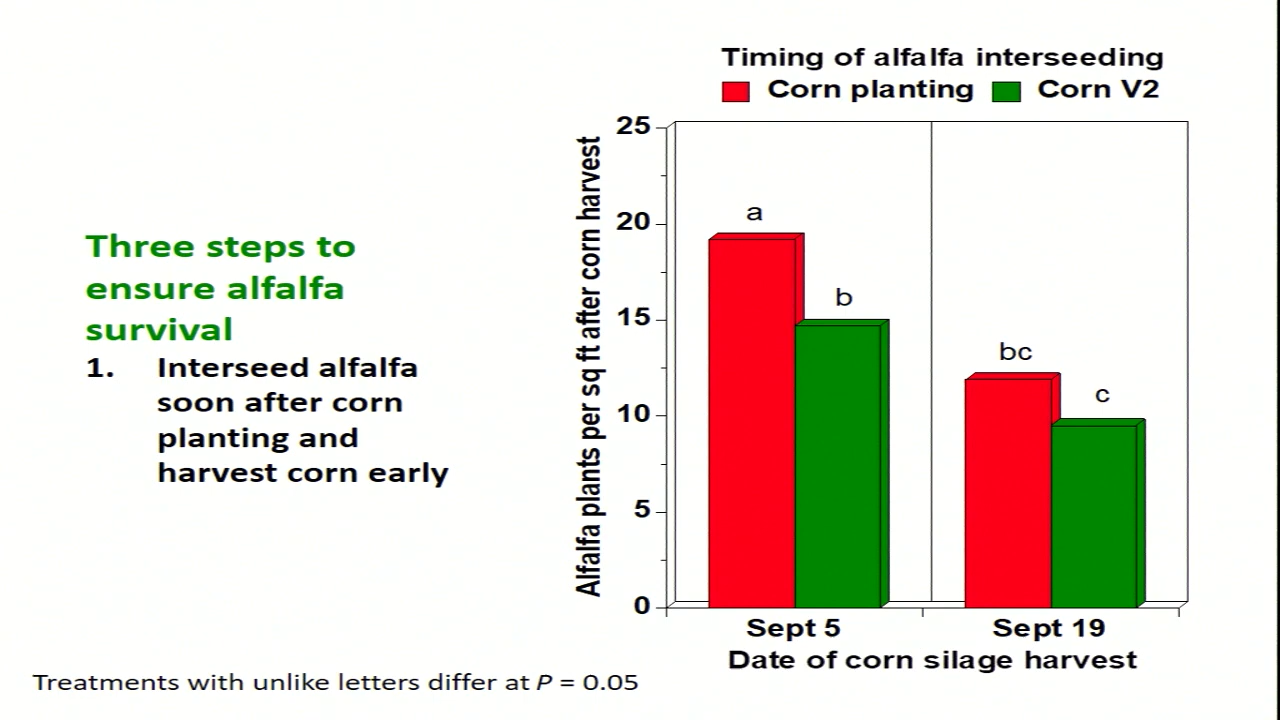 Timing of alfalfa interseeding
Corn planting Corn V2
Three steps to
ensure alfalfa
survival
1. Interseed alfalfa
soon after corn
planting and
harvest corn early
Alfalfa plants per sq ft after corn harvest
25
20
15
10
5
0
a
b
bc
c
Sept 5 Sept 19
Date of corn silage harvest
Treatments with unlike letters differ at P = 0.05